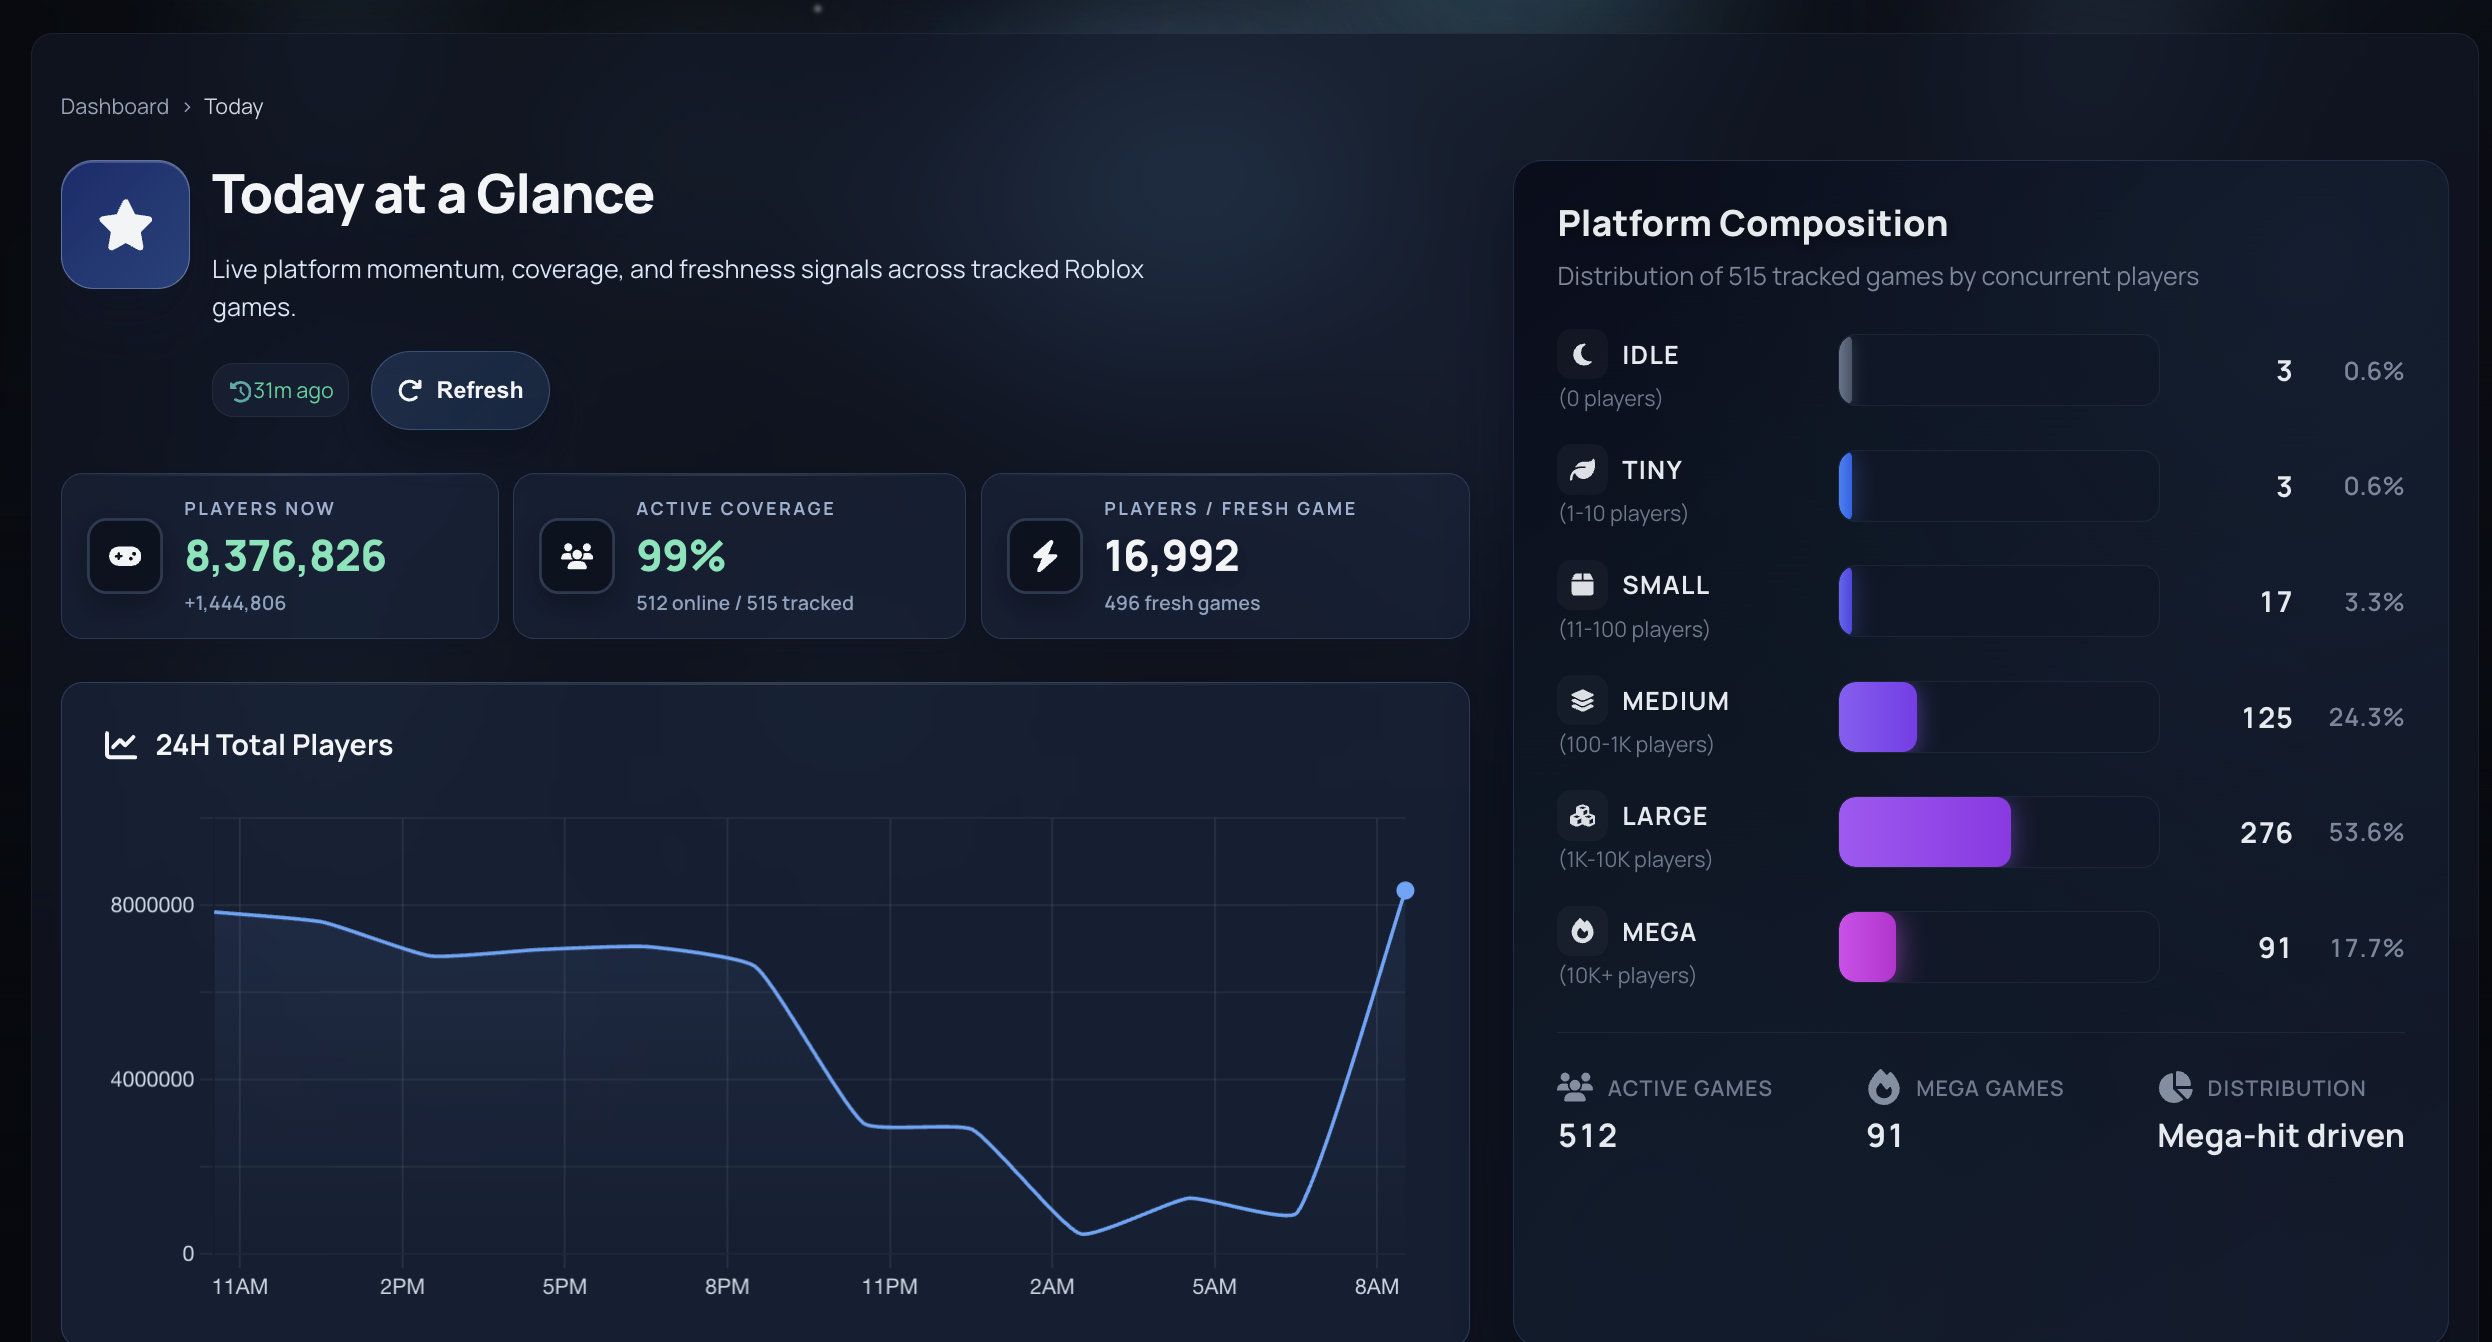 Dashboard › Today
Today at a Glance
Live platform momentum, coverage, and freshness signals across tracked Roblox
games.
31m ago
Refresh
PLAYERS NOW
8,376,826
+1,444,806
ACTIVE COVERAGE
99%
512 online / 515 tracked
PLAYERS / FRESH GAME
16,992
496 fresh games
24H Total Players
8000000
4000000
0
11AM 2PM 5PM 8PM 11PM 2AM 5AM 8AM
Platform Composition
Distribution of 515 tracked games by concurrent players
IDLE
(0 players)
3 0.6%
TINY
(1-10 players)
3 0.6%
SMALL
(11-100 players)
17 3.3%
MEDIUM
(100-1K players)
125 24.3%
LARGE
(1K-10K players)
276 53.6%
MEGA
(10K+ players)
91 17.7%
ACTIVE GAMES
512
MEGA GAMES
91
DISTRIBUTION
Mega-hit driven